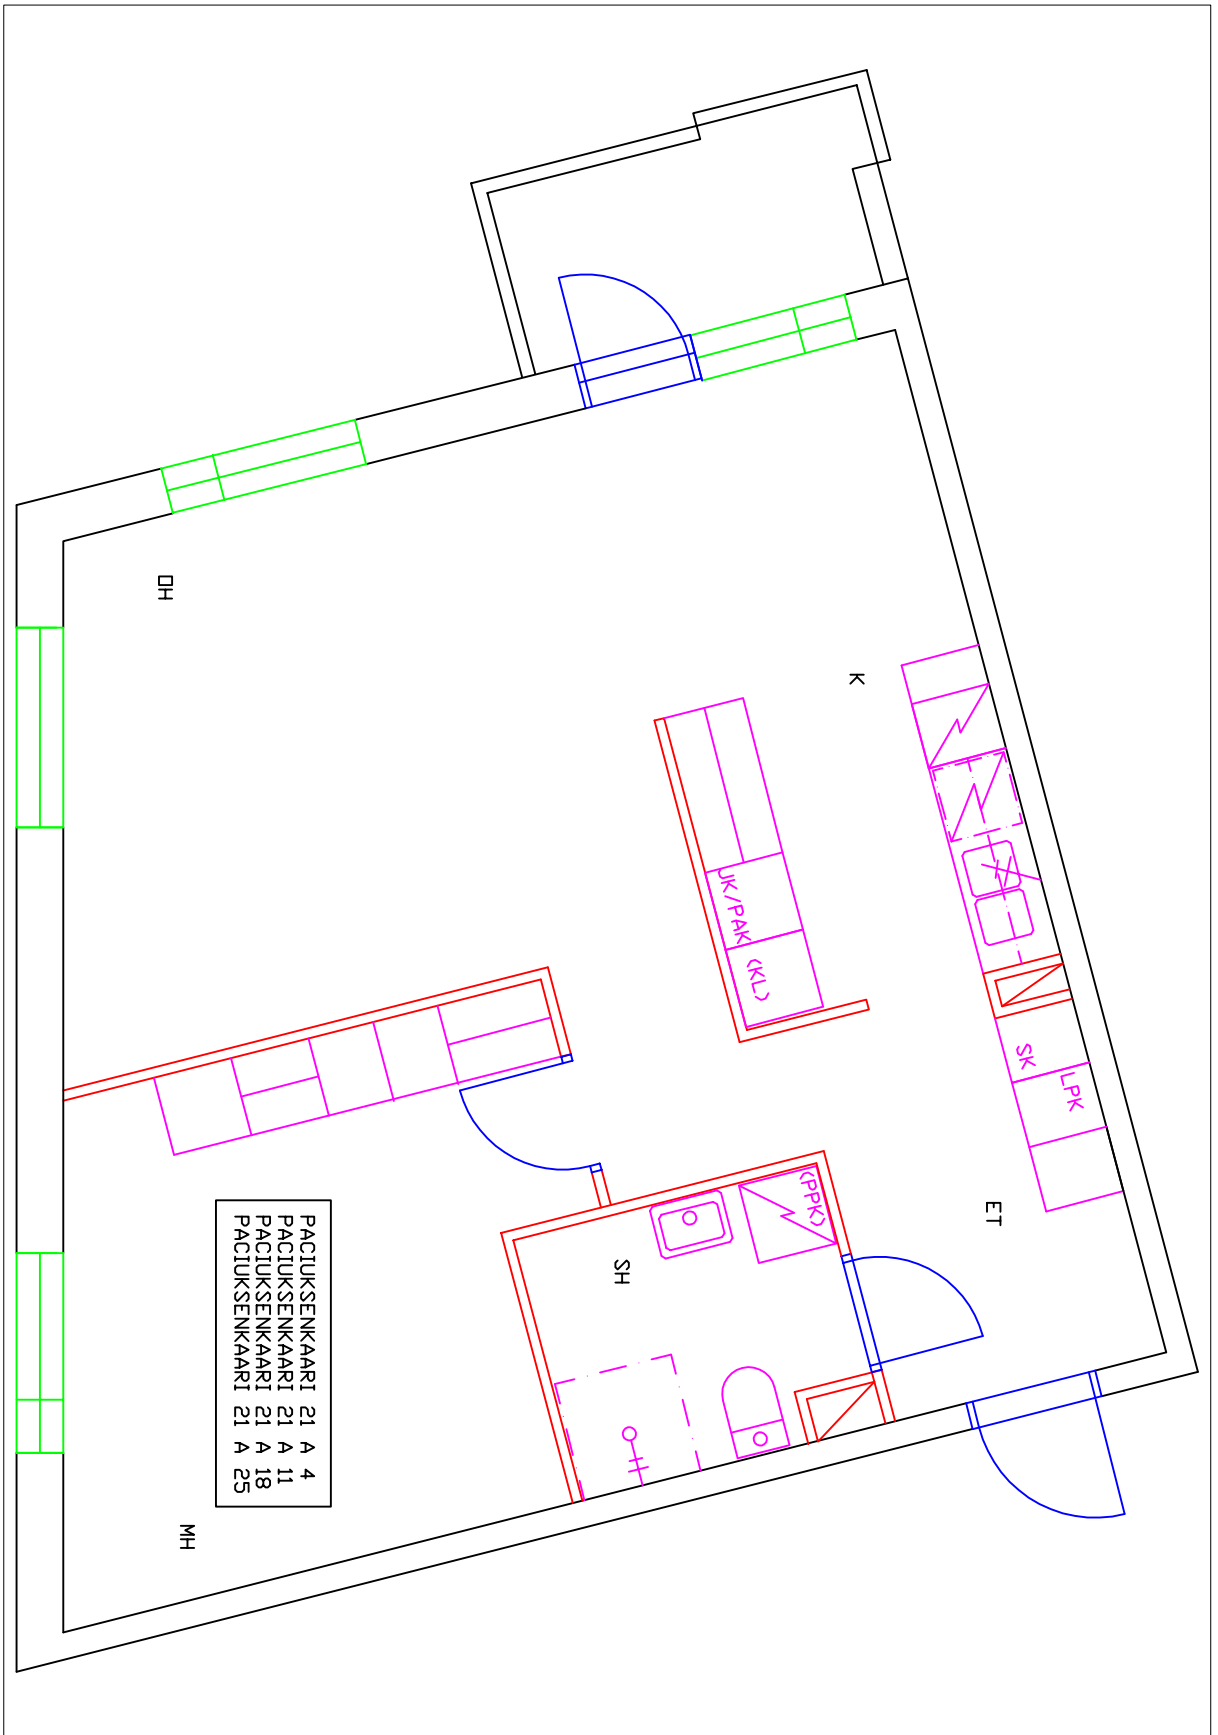 OH
K
JK/PAK
(KL)
SK
LPK
ET
(PPK)
SH
MH
PACIUKSENKAARI 21 A 4
PACIUKSENKAARI 21 A 11
PACIUKSENKAARI 21 A 18
PACIUKSENKAARI 21 A 25